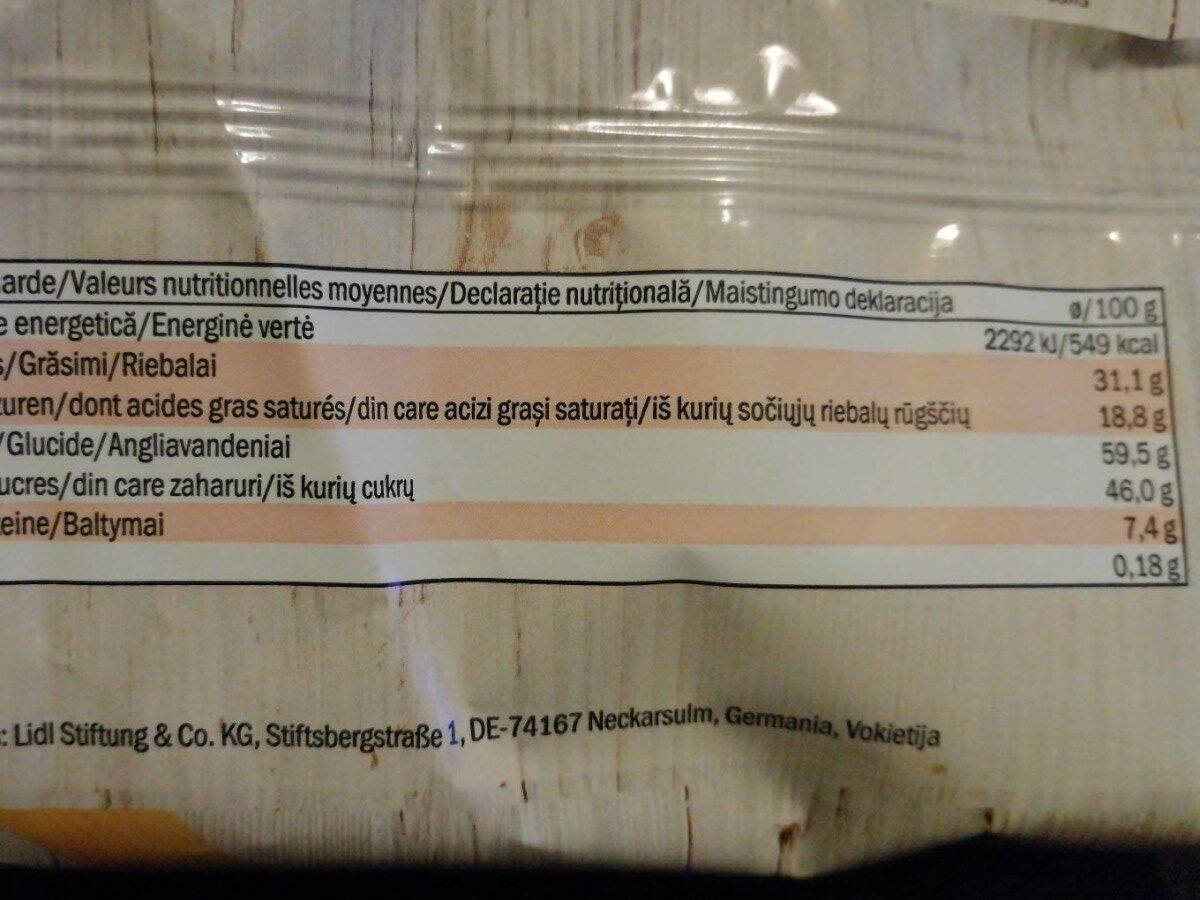 arde/Valeurs nutritionnelles moyennes/Declarație nutrițională/Maistingumo deklaracija ø/100 g
e energetică/Energinė vertė 2292 kJ/549 kcal
s/Grăsimi/Riebalai 31,1 g
zuren/dont acides gras saturés/din care acizi grași saturați/iš kurių sočiųjų riebalų rūgščių 18,8 g
/Glucide/Angliavandeniai 59,5 g
ucres/din care zaharuri/iš kurių cukrų 46,0 g
eine/Baltymai 7,4 g
0,18 g
: Lidl Stiftung & Co. KG, Stiftsbergstraße 1, DE-74167 Neckarsulm, Germania, Vokietija